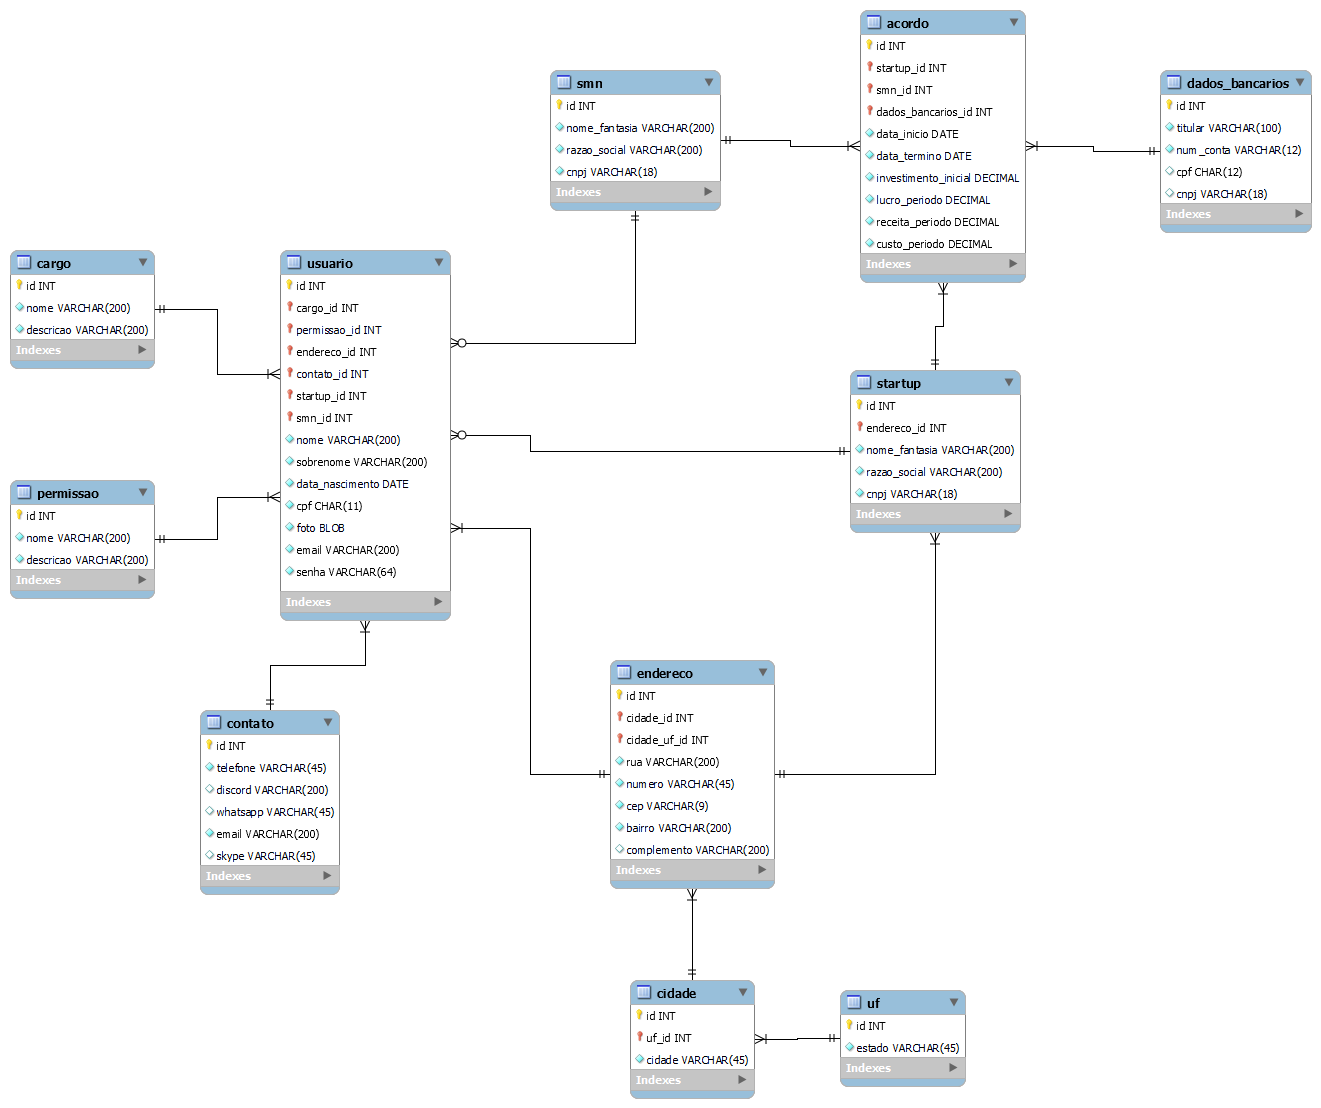 acordo
id INT
startup_id INT
smn_id INT
dados_bancarios_id INT
data_inicio DATE
data_termino DATE
investimento_inicial DECIMAL
lucro_periodo DECIMAL
receita_periodo DECIMAL
custo_periodo DECIMAL
Indexes
smn
id INT
nome_fantasia VARCHAR(200)
razao_social VARCHAR(200)
cnpj VARCHAR(18)
Indexes
dados_bancarios
id INT
titular VARCHAR(100)
num_conta VARCHAR(12)
cpf CHAR(12)
cnpj VARCHAR(18)
Indexes
cargo
id INT
nome VARCHAR(200)
descricao VARCHAR(200)
Indexes
usuario
id INT
cargo_id INT
permissao_id INT
endereco_id INT
contato_id INT
startup_id INT
smn_id INT
nome VARCHAR(200)
sobrenome VARCHAR(200)
data_nascimento DATE
cpf CHAR(11)
foto BLOB
email VARCHAR(200)
senha VARCHAR(64)
Indexes
startup
id INT
endereco_id INT
nome_fantasia VARCHAR(200)
razao_social VARCHAR(200)
cnpj VARCHAR(18)
Indexes
permissao
id INT
nome VARCHAR(200)
descricao VARCHAR(200)
Indexes
endereco
id INT
cidade_id INT
cidade_uf_id INT
rua VARCHAR(200)
numero VARCHAR(45)
cep VARCHAR(9)
bairro VARCHAR(200)
complemento VARCHAR(200)
Indexes
contato
id INT
telefone VARCHAR(45)
discord VARCHAR(200)
whatsapp VARCHAR(45)
email VARCHAR(200)
skype VARCHAR(45)
Indexes
cidade
id INT
uf_id INT
cidade VARCHAR(45)
Indexes
uf
id INT
estado VARCHAR(45)
Indexes